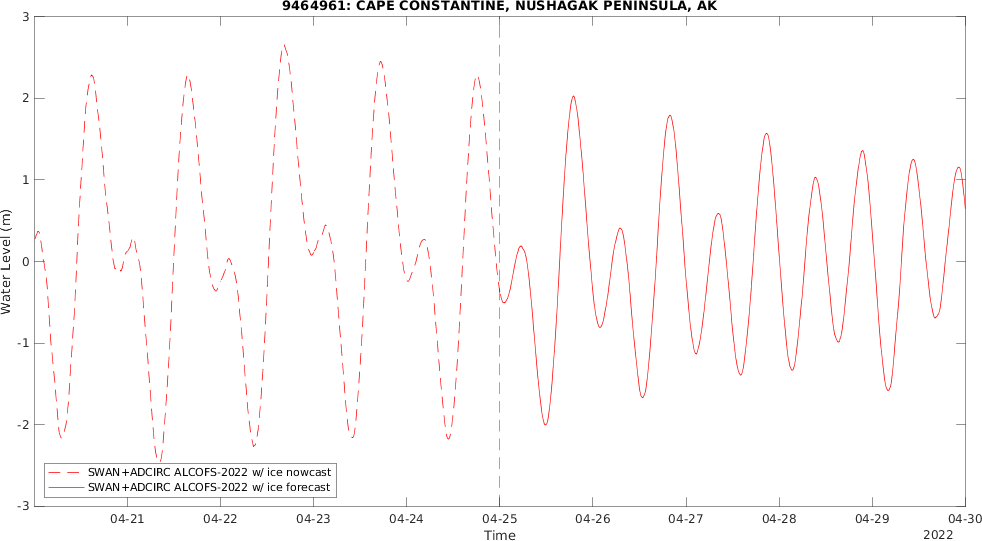 9464961: CAPE CONSTANTINE, NUSHAGAK PENINSULA, AK
3
2
1
0
-1
-2
-3
Water Level (m)
SWAN+ADCIRC ALCOFS-2022 w/ ice nowcast
SWAN+ADCIRC ALCOFS-2022 w/ ice forecast
04-21 04-22 04-23 04-24 04-25 04-26 04-27 04-28 04-29 04-30
Time
2022